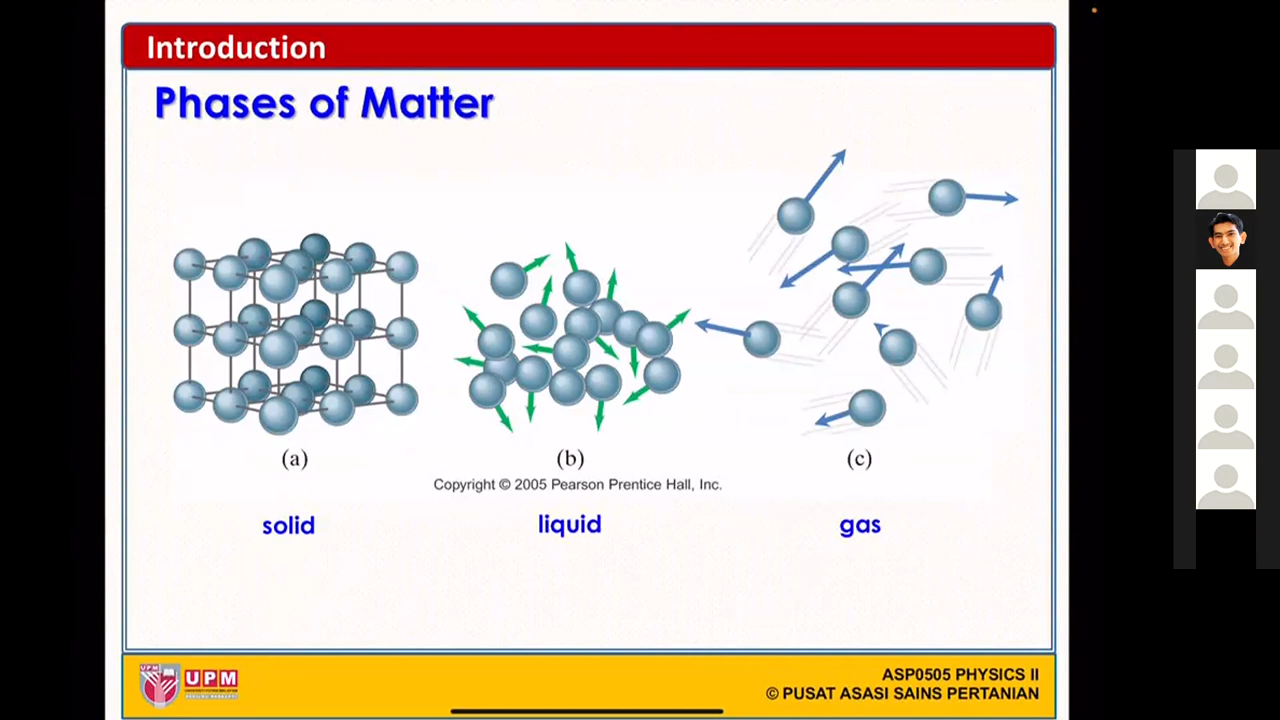 Introduction
Phases of Matter
(a)
(b)
(c)
Copyright © 2005 Pearson Prentice Hall, Inc.
solid
liquid
gas
UPM
UPM
ASP0505 PHYSICS II
© PUSAT ASASI SAINS PERTANIAN